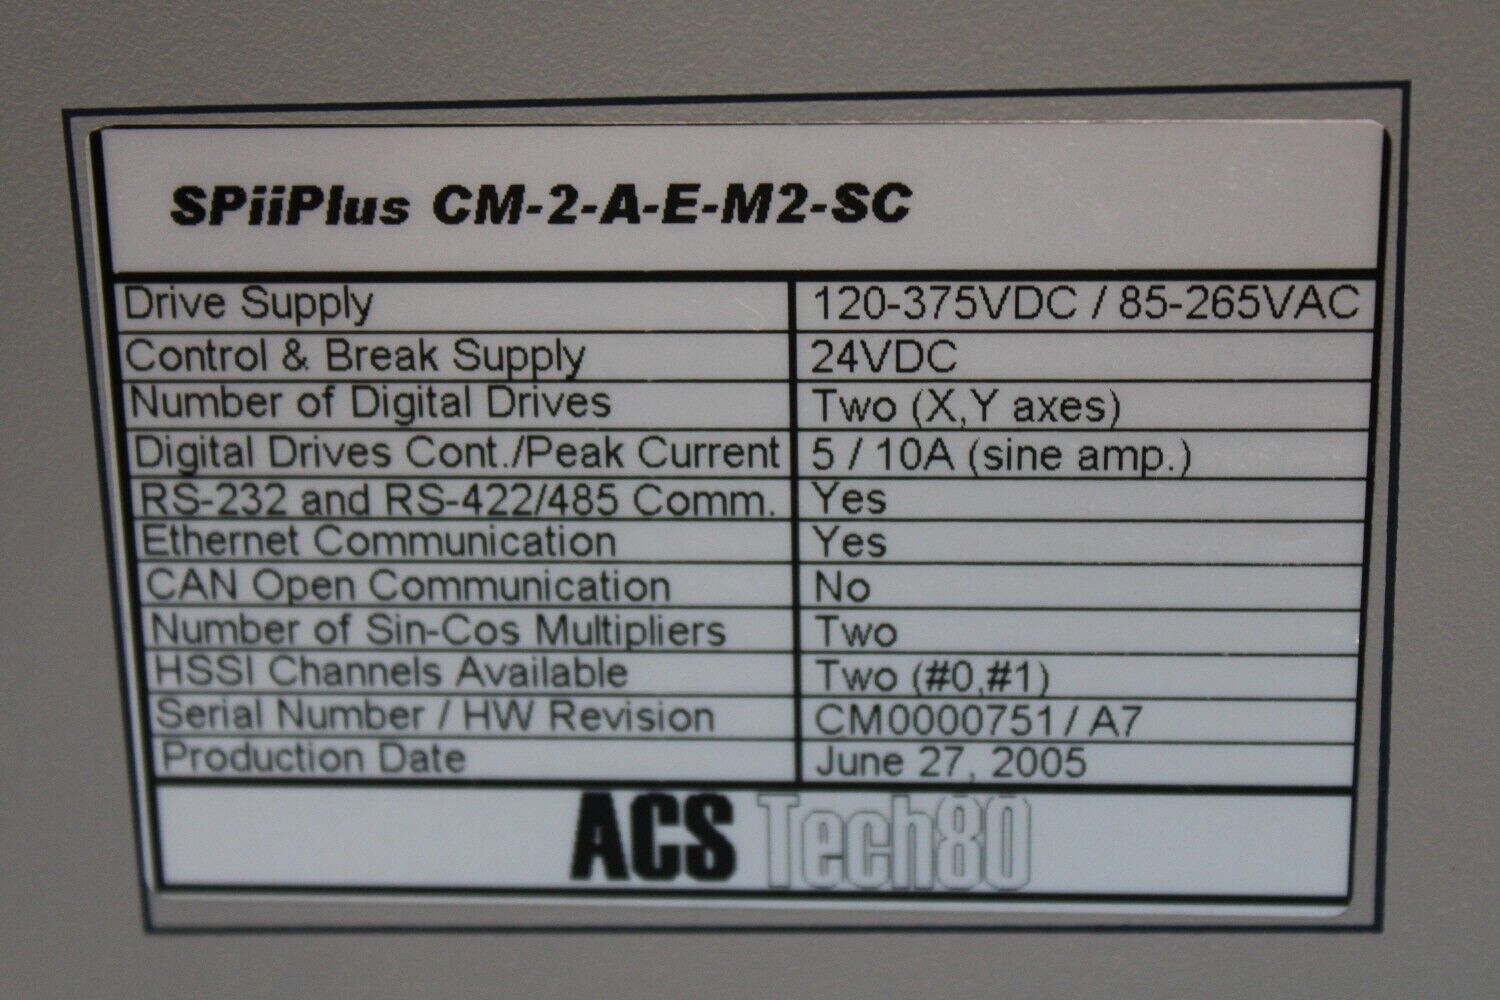 SPiiPlus CM-2-A-E-M2-SC
Drive Supply 120-375VDC / 85-265VAC
Control & Break Supply 24VDC
Number of Digital Drives Two (X,Y axes)
Digital Drives Cont./Peak Current 5 / 10A (sine amp.)
RS-232 and RS-422/485 Comm. Yes
Ethernet Communication Yes
CAN Open Communication No
Number of Sin-Cos Multipliers Two
HSSI Channels Available Two (#0,#1)
Serial Number / HW Revision CM0000751 / A7
Production Date June 27, 2005
ACS Tech80